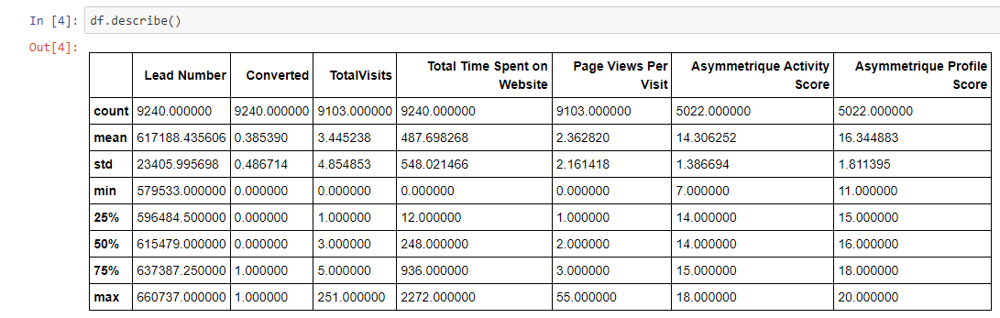 In [4]: df.describe()
Out[4]:
Lead Number Converted TotalVisits Total Time Spent on Website Page Views Per Visit Asymmetrique Activity Score Asymmetrique Profile Score
count 9240.000000 9240.000000 9103.000000 9240.000000 9103.000000 5022.000000 5022.000000
mean 617188.435606 0.385390 3.445238 487.698268 2.362820 14.306252 16.344883
std 23405.995698 0.486714 4.854853 548.021466 2.161418 1.386694 1.811395
min 579533.000000 0.000000 0.000000 0.000000 0.000000 7.000000 11.000000
25% 596484.500000 0.000000 1.000000 12.000000 1.000000 14.000000 15.000000
50% 615479.000000 0.000000 3.000000 248.000000 2.000000 14.000000 16.000000
75% 637387.250000 1.000000 5.000000 936.000000 3.000000 15.000000 18.000000
max 660737.000000 1.000000 251.000000 2272.000000 55.000000 18.000000 20.000000